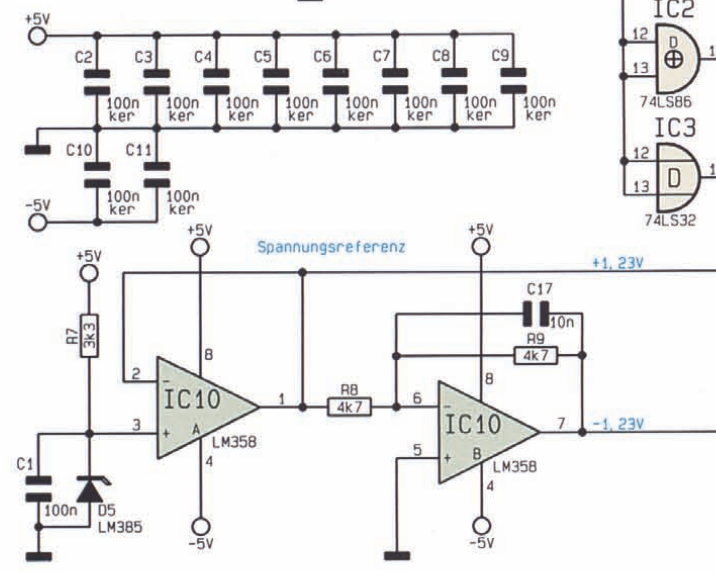 +5V
C2 C3 C4 C5 C6 C7 C8 C9
100n 100n 100n 100n 100n 100n 100n 100n
ker ker ker ker ker ker ker ker
C10 C11
100n 100n
ker ker
-5V
IC2
12
D
13
1
74LS86
IC3
12
D
13
1
74LS32
+5V
+5V
Spannungsreferenz
+5V
+1,23V
R7
3k3
8
2
-
IC10
1
3
+
A
LM358
4
-5V
C1
100n
D5
LM385
R8
4k7
C17
10n
R9
4k7
8
6
-
IC10
7
-1,23V
5
+
B
LM358
4
-5V